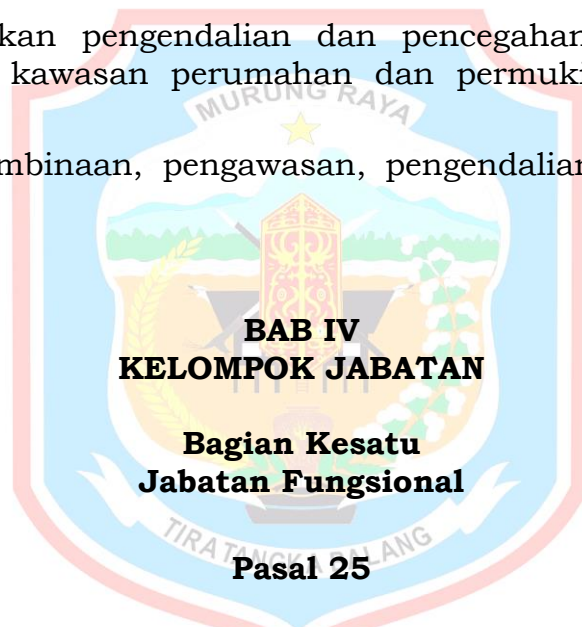 kan pengendalian dan pencegahan
kawasan perumahan dan permuki
MURUNG RAYA
mbinaan, pengawasan, pengendalian
BAB IV
KELOMPOK JABATAN
Bagian Kesatu
Jabatan Fungsional
TIRA TANGKA BALANG
Pasal 25